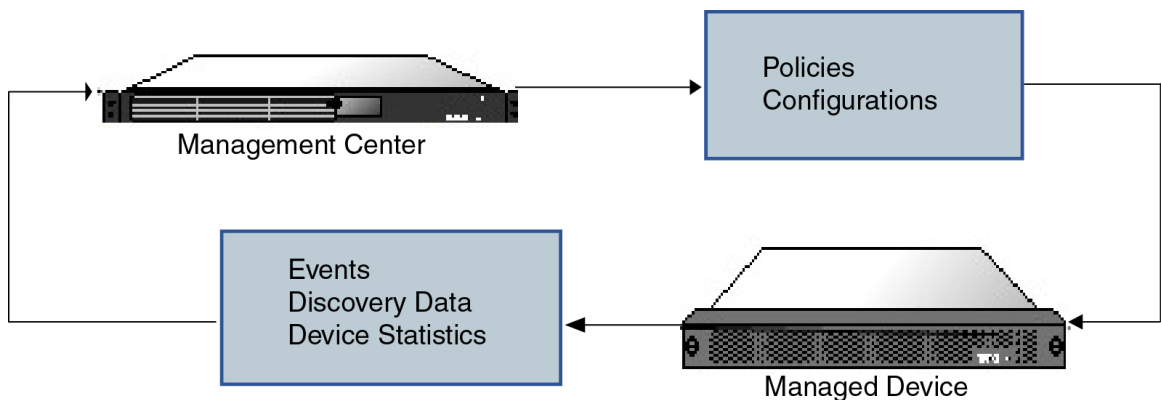 Management Center
Policies
Configurations
Events
Discovery Data
Device Statistics
Managed Device